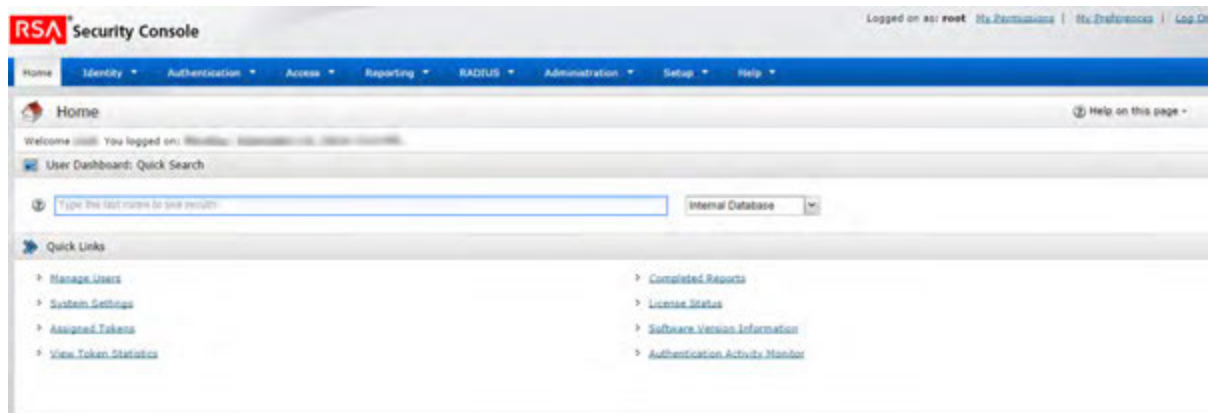 RSA Security Console
Logged on as: root My Permissions | My Preferences | Log
Home Identity Authentication Access Reporting RADIUS Administration Setup Help
Home
Help on this page
Welcome You logged on:
User Dashboard: Quick Search
Type the last name to see results
Internal Database
Quick Links
Manage Users
Completed Reports
System Settings
License Status
Assigned Tokens
Software Version Information
View Token Statistics
Authentication Activity Monitor